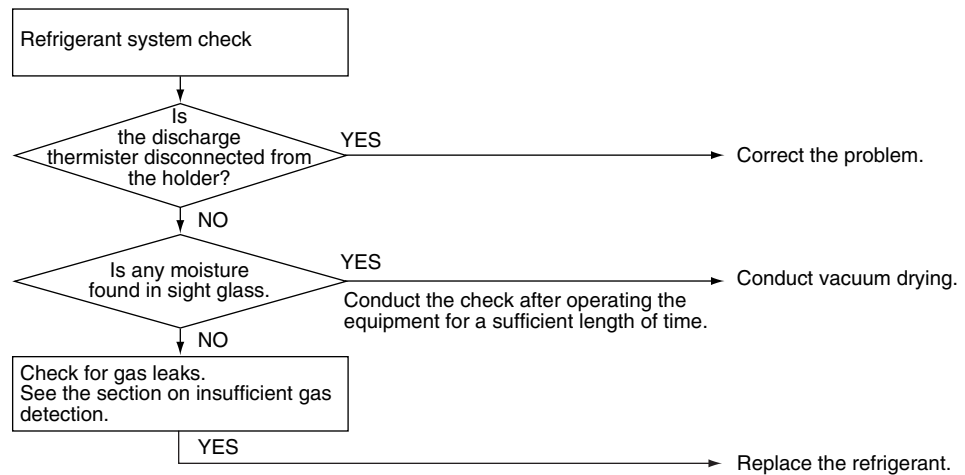 Refrigerant system check
Is
the discharge
thermister disconnected from
the holder?
YES
Correct the problem.
NO
Is any moisture
found in sight glass.
YES
Conduct vacuum drying.
Conduct the check after operating the
equipment for a sufficient length of time.
NO
Check for gas leaks.
See the section on insufficient gas
detection.
YES
Replace the refrigerant.